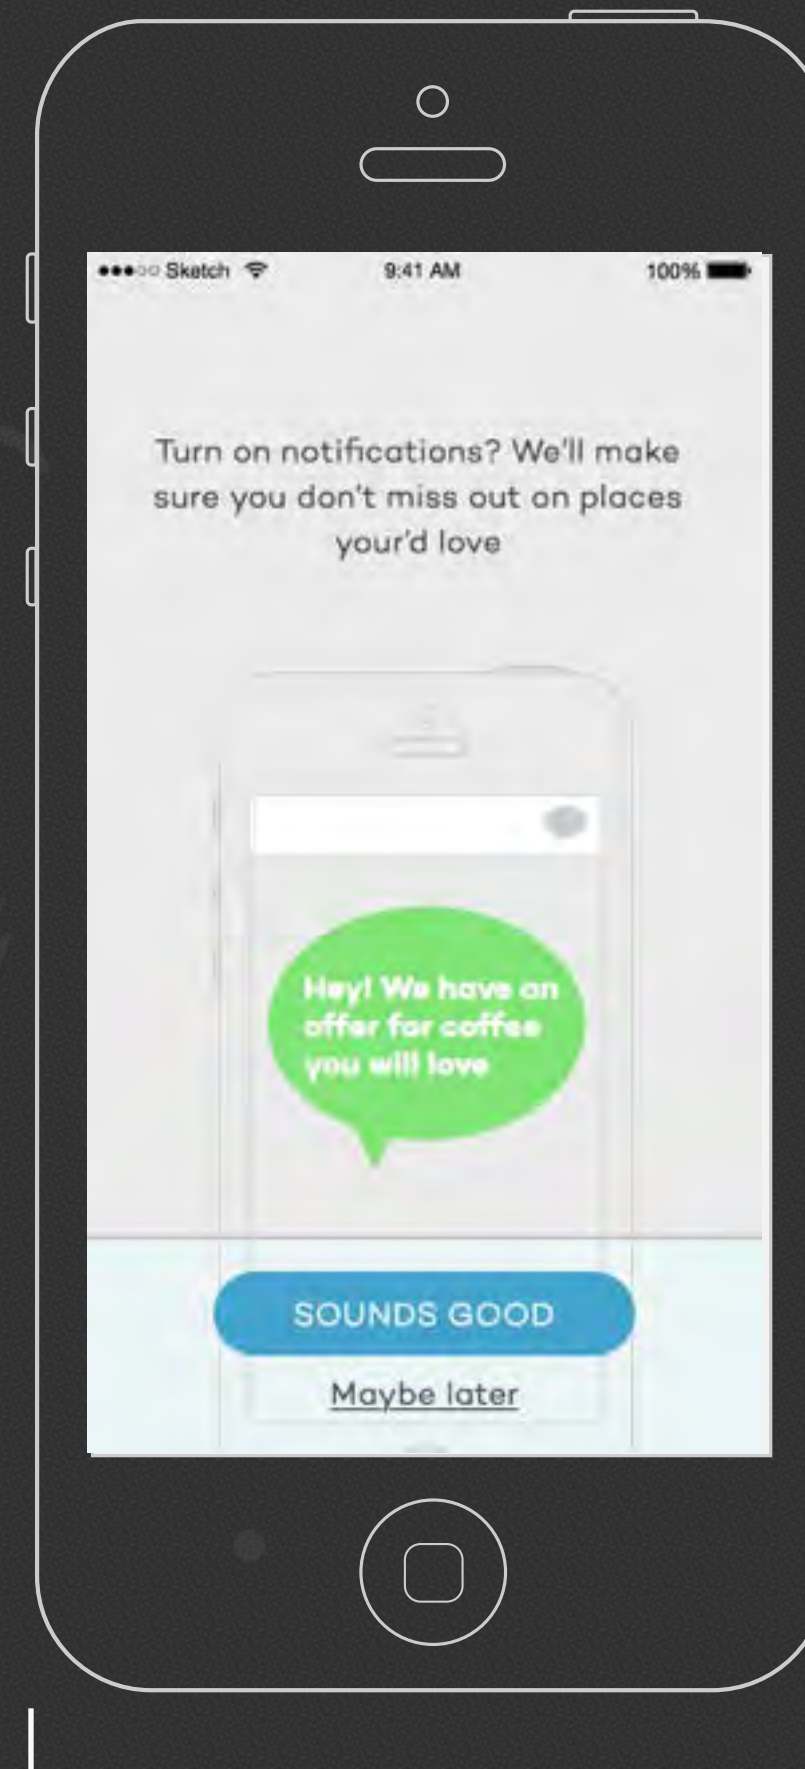 Sketch 9:41 AM 100%
Turn on notifications? We'll make
sure you don't miss out on places
your'd love
Hey! We have an
offer for coffee
you will love
SOUNDS GOOD
Maybe later